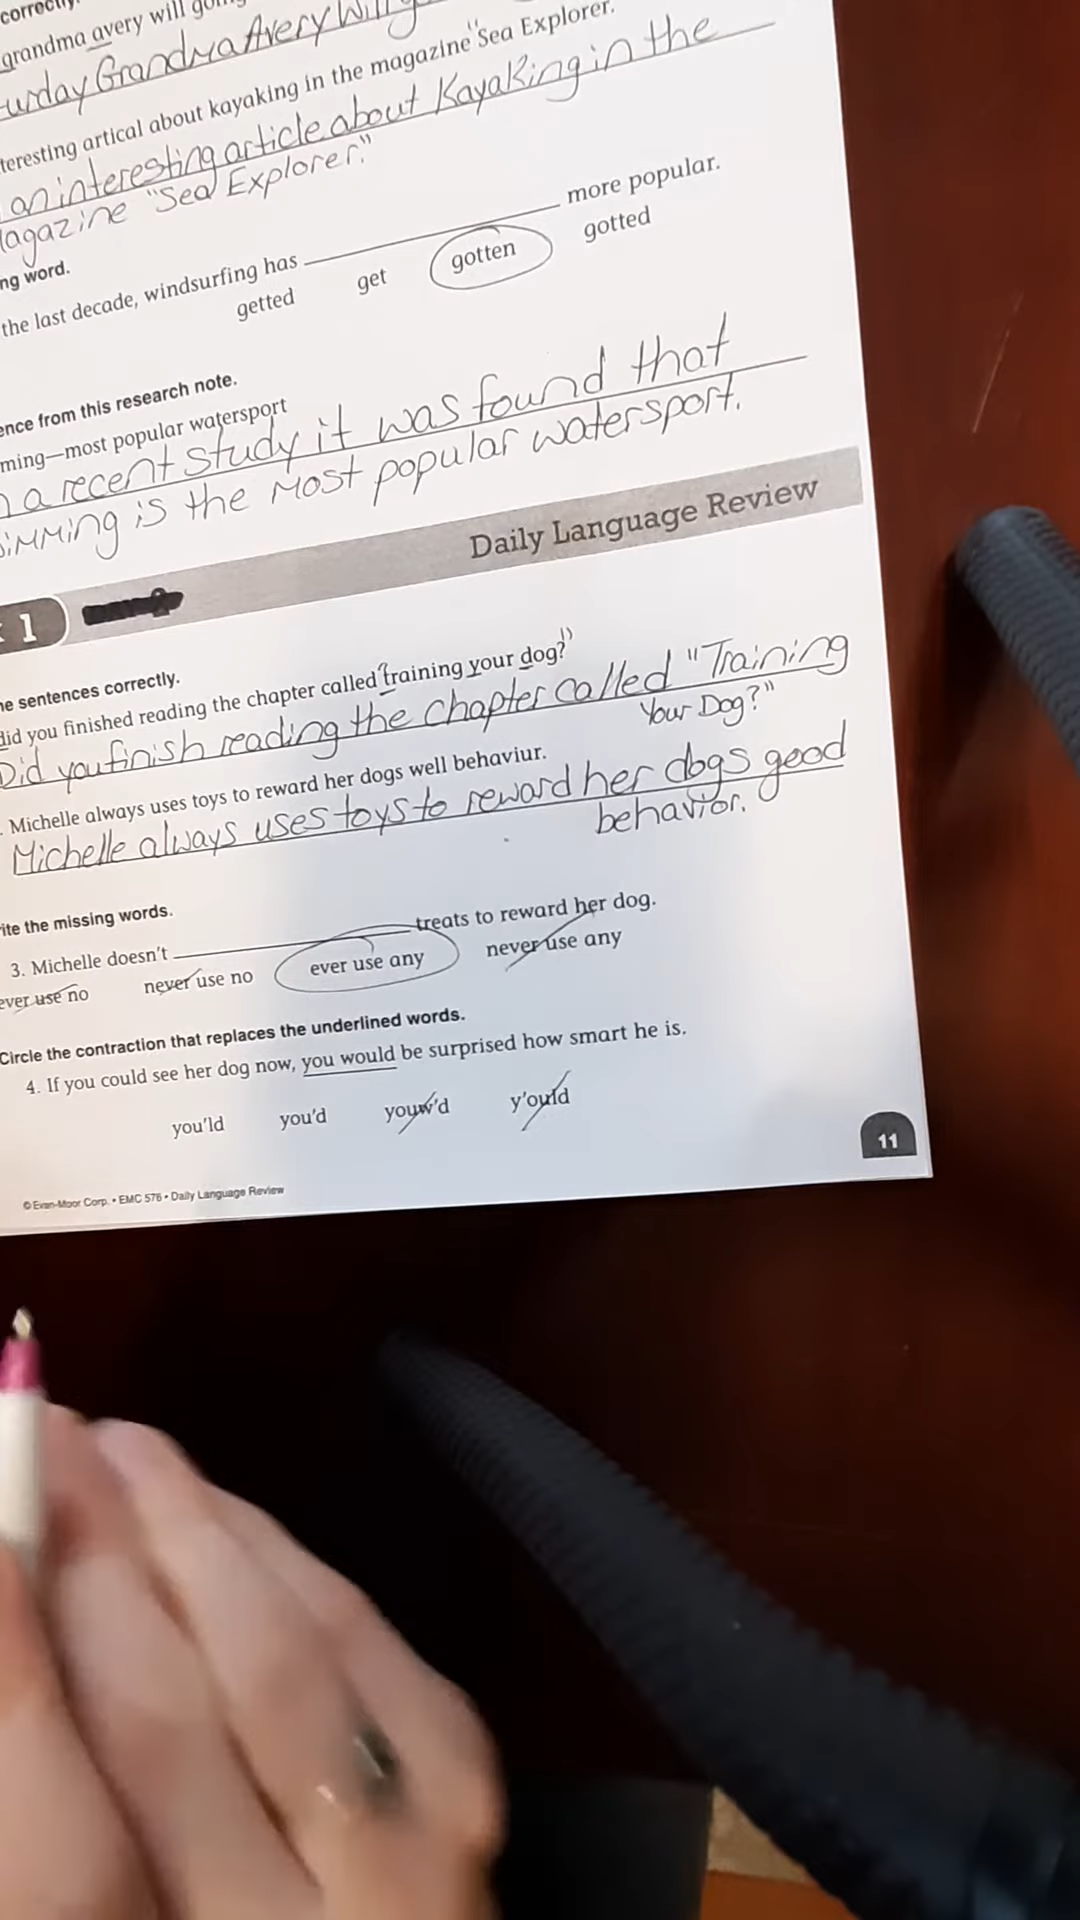 correctly.
grandma avery will
urday Grandma Avery Will
teresting artical about kayaking in the magazine "Sea Explorer.
an interesting article about Kayaking in the
agazine "Sea Explorer."
ng word.
the last decade, windsurfing has ____ more popular.
getted get gotten gotted
ence from this research note.
ming—most popular watersport
a recent study it was found that
imming is the most popular watersport.
Daily Language Review
1
he sentences correctly.
did you finished reading the chapter called "training your dog?"
Did you finish reading the chapter called "Training
Your Dog?"
. Michelle always uses toys to reward her dogs well behaviur.
Michelle always uses toys to reward her dogs good
behavior.
ite the missing words.
3. Michelle doesn't ____ treats to reward her dog.
ever use no never use no ever use any never use any
Circle the contraction that replaces the underlined words.
4. If you could see her dog now, you would be surprised how smart he is.
you'ld you'd youw'd y'ould
11
© Evan-Moor Corp. • EMC 576 • Daily Language Review